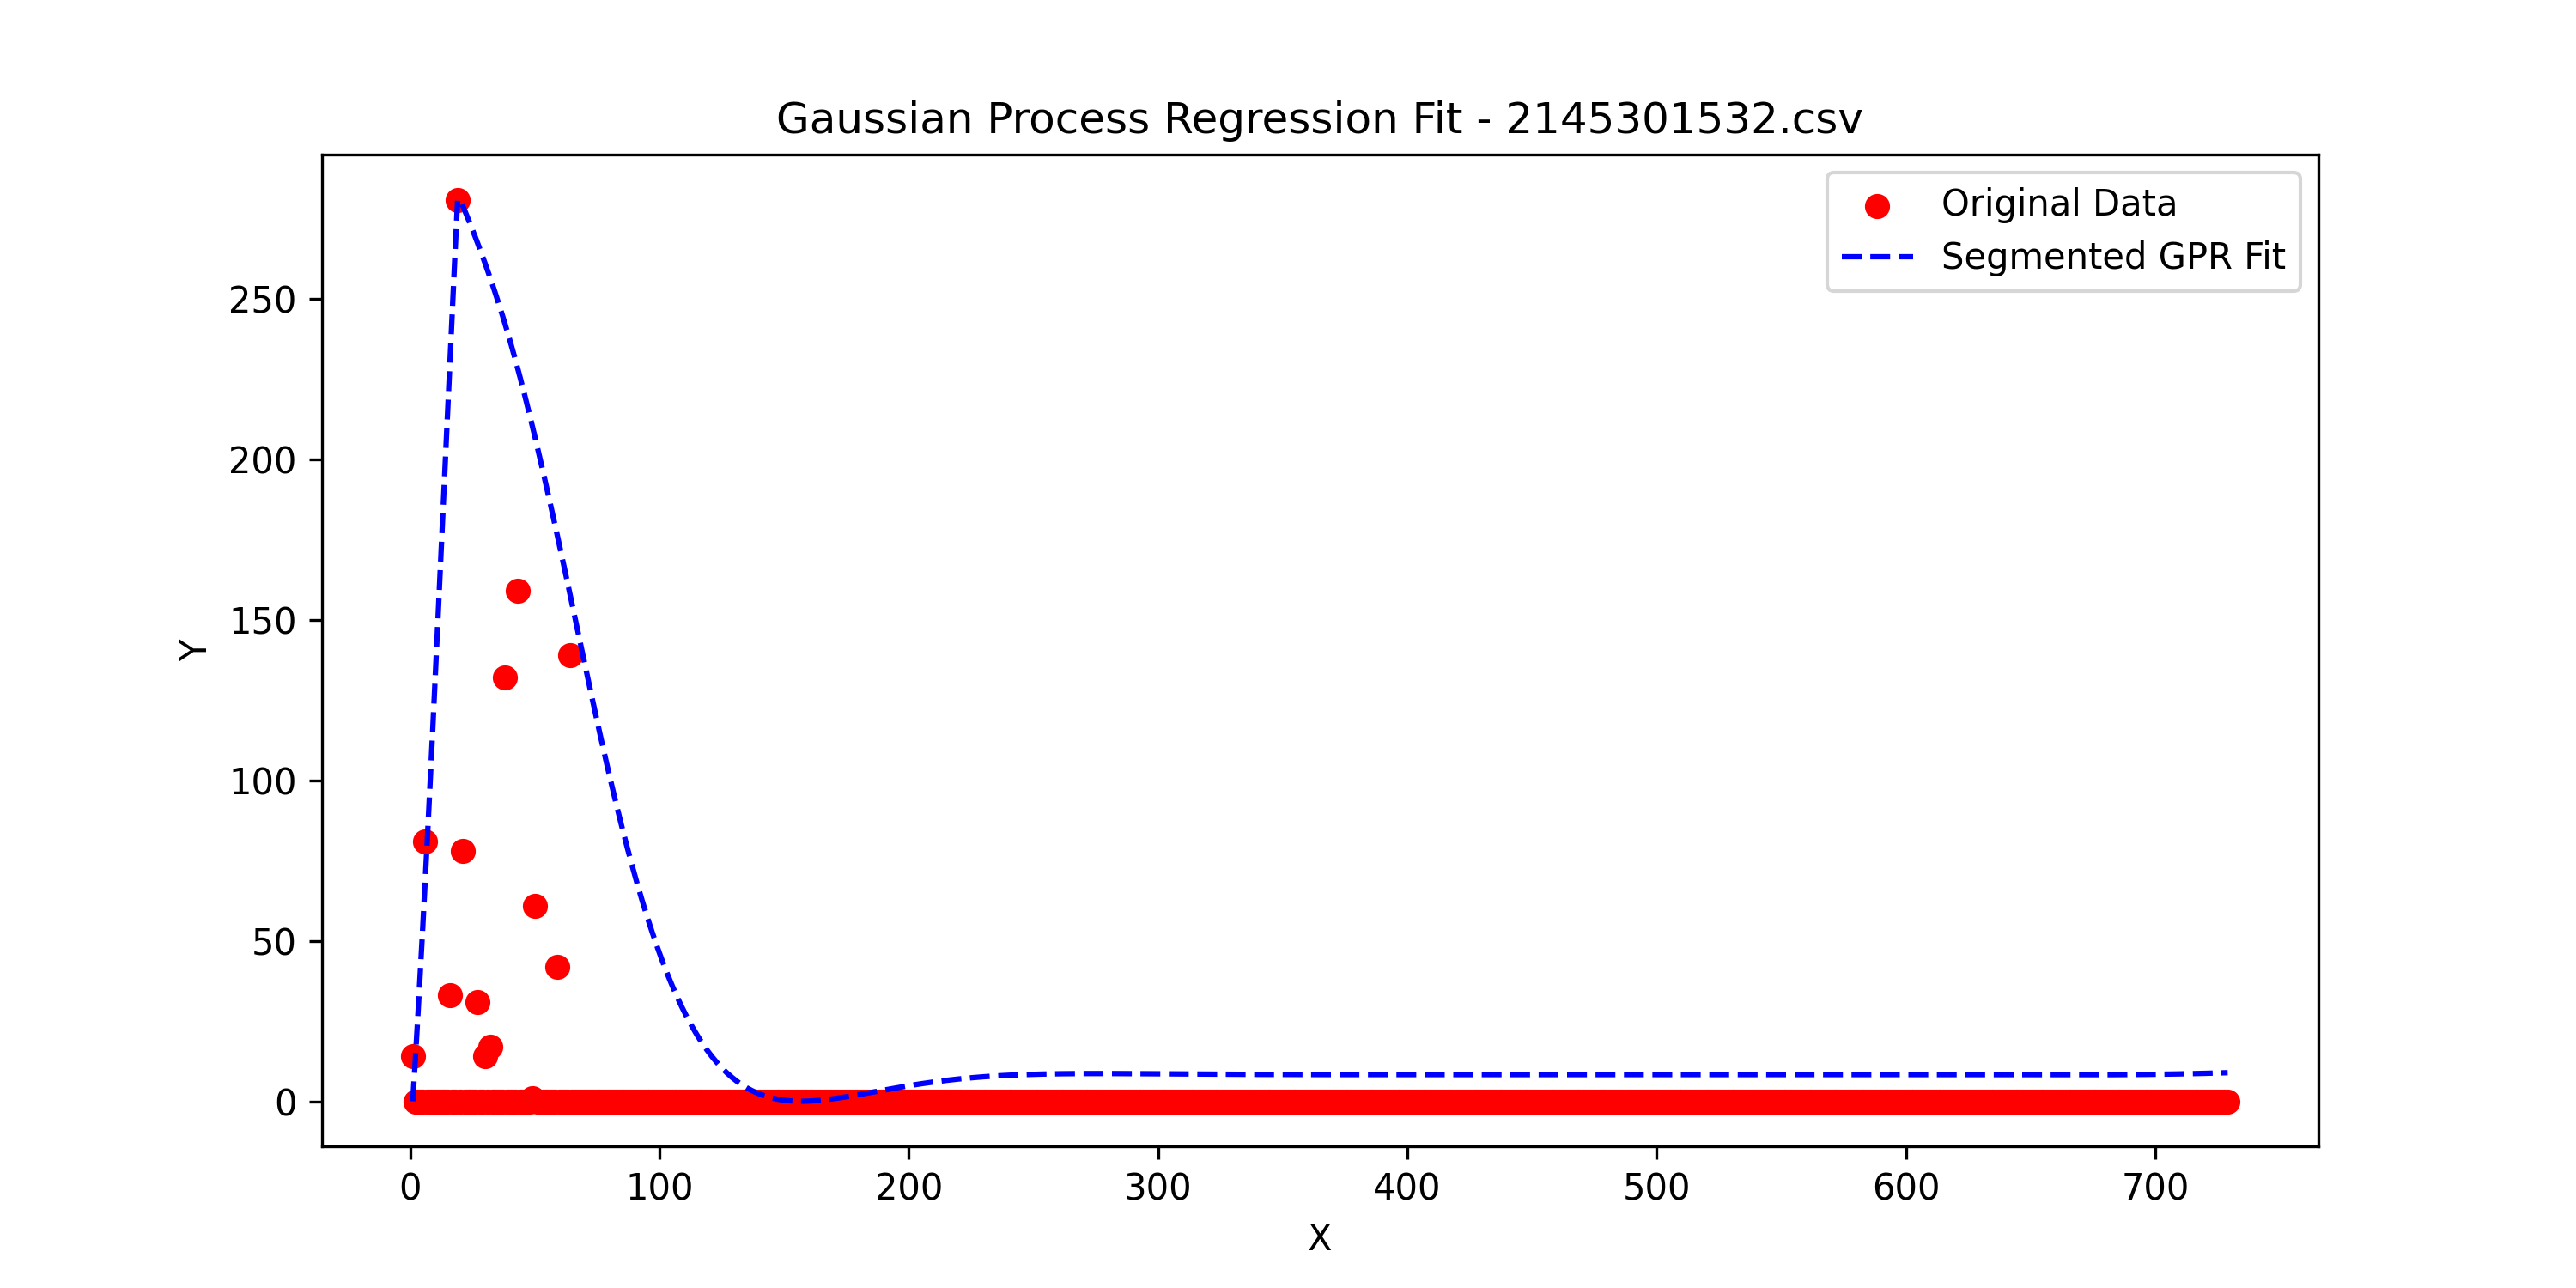 Gaussian Process Regression Fit - 2145301532.csv
Original Data
Segmented GPR Fit
250
200
150
100
50
0
Y
0 100 200 300 400 500 600 700
X